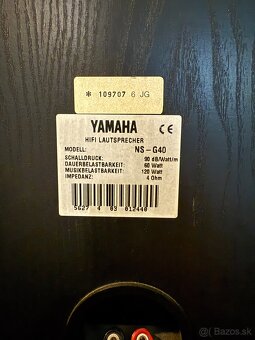 * 109707 6 JG
YAMAHA CE
HIFI LAUTSPRECHER
MODELL: NS-G40
SCHALLDRUCK: 90 dB/Watt/m
DAUERBELASTBARKEIT: 60 Watt
MUSIKBELASTBARKEIT: 120 Watt
IMPEDANZ: 4 Ohm
5627 4 03 012440
© Bazos.sk